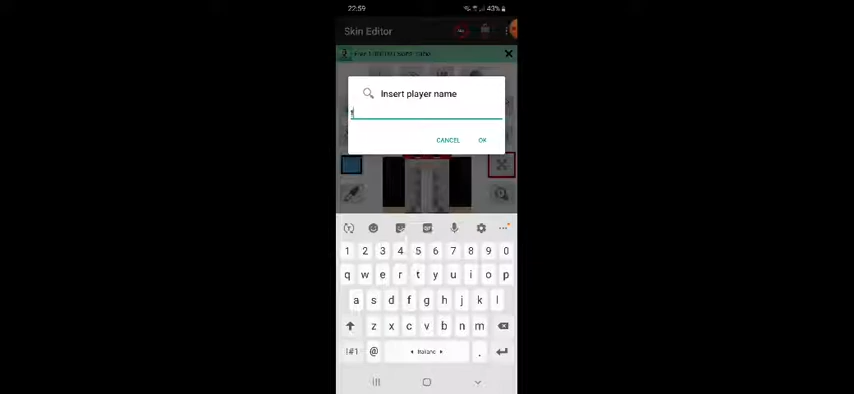 22:59
43%
Skin Editor
Insert player name
CANCEL
OK
1 2 3 4 5 6 7 8 9 0
q w e r t y u i o p
a s d f g h j k l
z x c v b n m
!#1 @ Italiano .